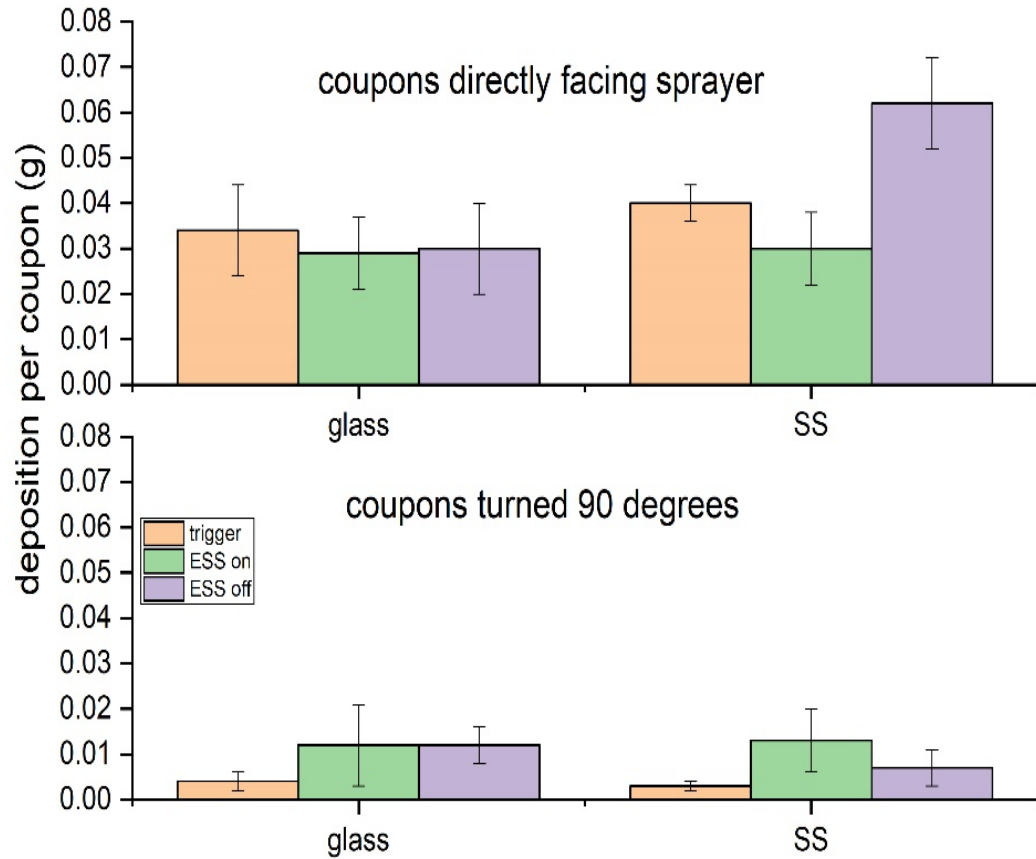 deposition per coupon (g)
0.08
0.07
0.06
0.05
0.04
0.03
0.02
0.01
0.00
coupons directly facing sprayer
glass
SS
0.08
0.07
0.06
0.05
0.04
0.03
0.02
0.01
0.00
coupons turned 90 degrees
trigger
ESS on
ESS off
glass
SS